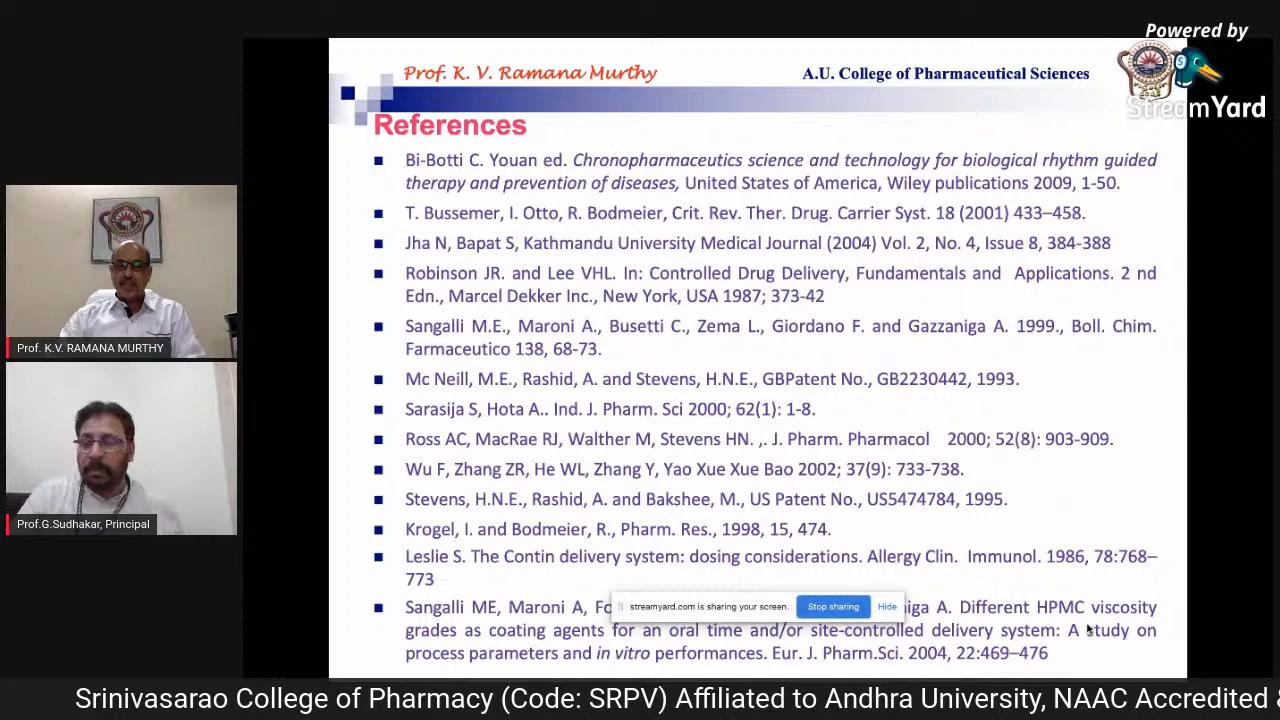 Powered by
StreamYard
Prof. K. V. Ramana Murthy
A.U. College of Pharmaceutical Sciences
References
Bi-Botti C. Youan ed. Chronopharmaceutics science and technology for biological rhythm guided
therapy and prevention of diseases, United States of America, Wiley publications 2009, 1-50.
T. Bussemer, I. Otto, R. Bodmeier, Crit. Rev. Ther. Drug. Carrier Syst. 18 (2001) 433–458.
Jha N, Bapat S, Kathmandu University Medical Journal (2004) Vol. 2, No. 4, Issue 8, 384-388
Robinson JR. and Lee VHL. In: Controlled Drug Delivery, Fundamentals and Applications. 2 nd
Edn., Marcel Dekker Inc., New York, USA 1987; 373-42
Sangalli M.E., Maroni A., Busetti C., Zema L., Giordano F. and Gazzaniga A. 1999., Boll. Chim.
Farmaceutico 138, 68-73.
Mc Neill, M.E., Rashid, A. and Stevens, H.N.E., GBPatent No., GB2230442, 1993.
Sarasija S, Hota A.. Ind. J. Pharm. Sci 2000; 62(1): 1-8.
Ross AC, MacRae RJ, Walther M, Stevens HN. ,. J. Pharm. Pharmacol 2000; 52(8): 903-909.
Wu F, Zhang ZR, He WL, Zhang Y, Yao Xue Xue Bao 2002; 37(9): 733-738.
Stevens, H.N.E., Rashid, A. and Bakshee, M., US Patent No., US5474784, 1995.
Krogel, I. and Bodmeier, R., Pharm. Res., 1998, 15, 474.
Leslie S. The Contin delivery system: dosing considerations. Allergy Clin. Immunol. 1986, 78:768–
773
Sangalli ME, Maroni A, Fo
streamyard.com is sharing your screen. Stop sharing Hide
iga A. Different HPMC viscosity
grades as coating agents for an oral time and/or site-controlled delivery system: A study on
process parameters and in vitro performances. Eur. J. Pharm.Sci. 2004, 22:469–476
Prof. K.V. RAMANA MURTHY
Prof.G.Sudhakar, Principal
Srinivasarao College of Pharmacy (Code: SRPV) Affiliated to Andhra University, NAAC Accredited